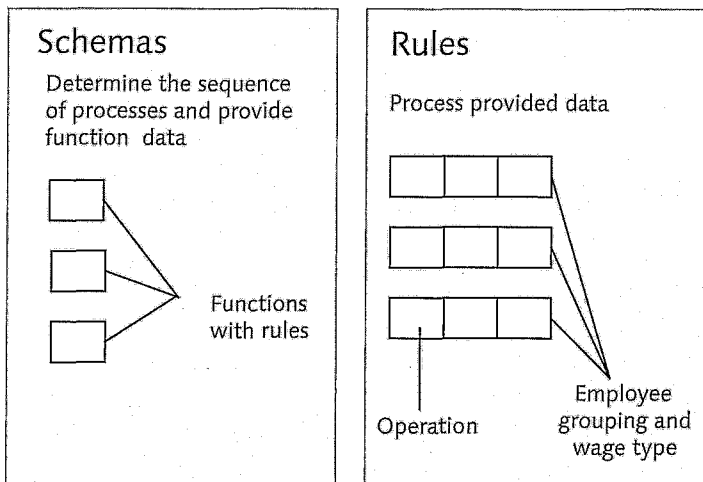 Schemas
Determine the sequence
of processes and provide
function data
Functions
with rules
Rules
Process provided data
Operation
Employee
grouping and
wage type